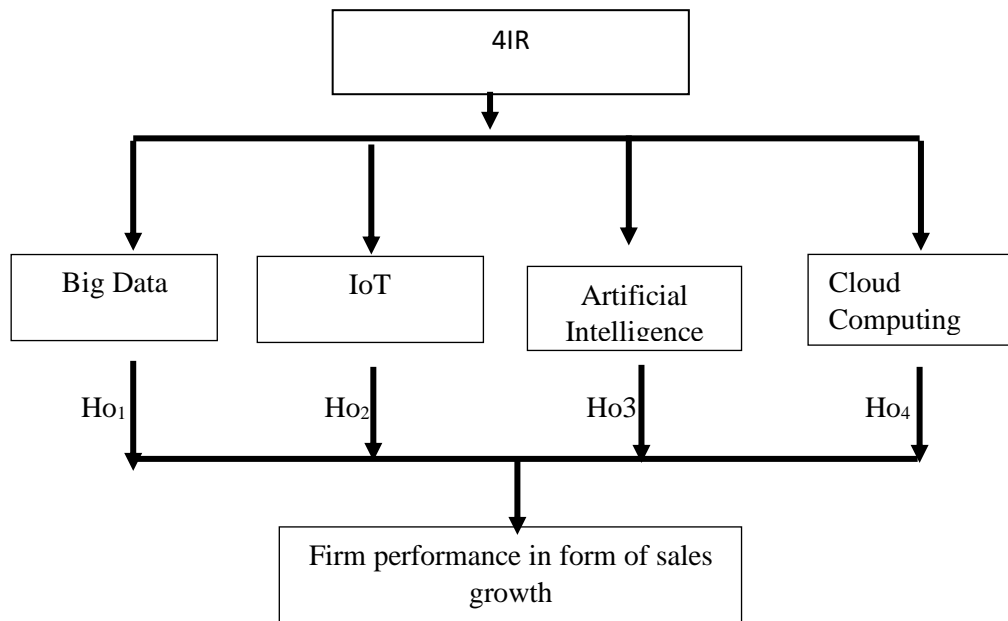 4IR
Big Data
IoT
Artificial
Intelligence
Cloud
Computing
Ho₁
Ho₂
Ho3
Ho₄
Firm performance in form of sales
growth